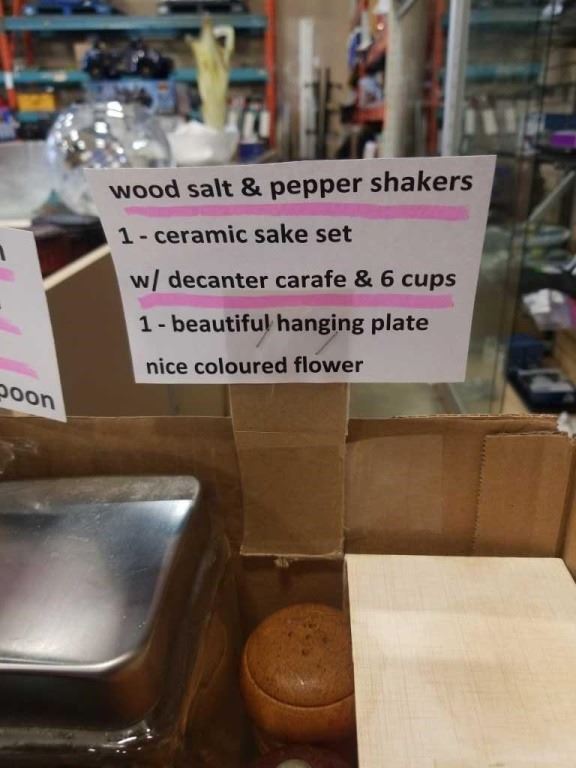 wood salt & pepper shakers
1 - ceramic sake set
w/ decanter carafe & 6 cups
1 - beautiful hanging plate
nice coloured flower